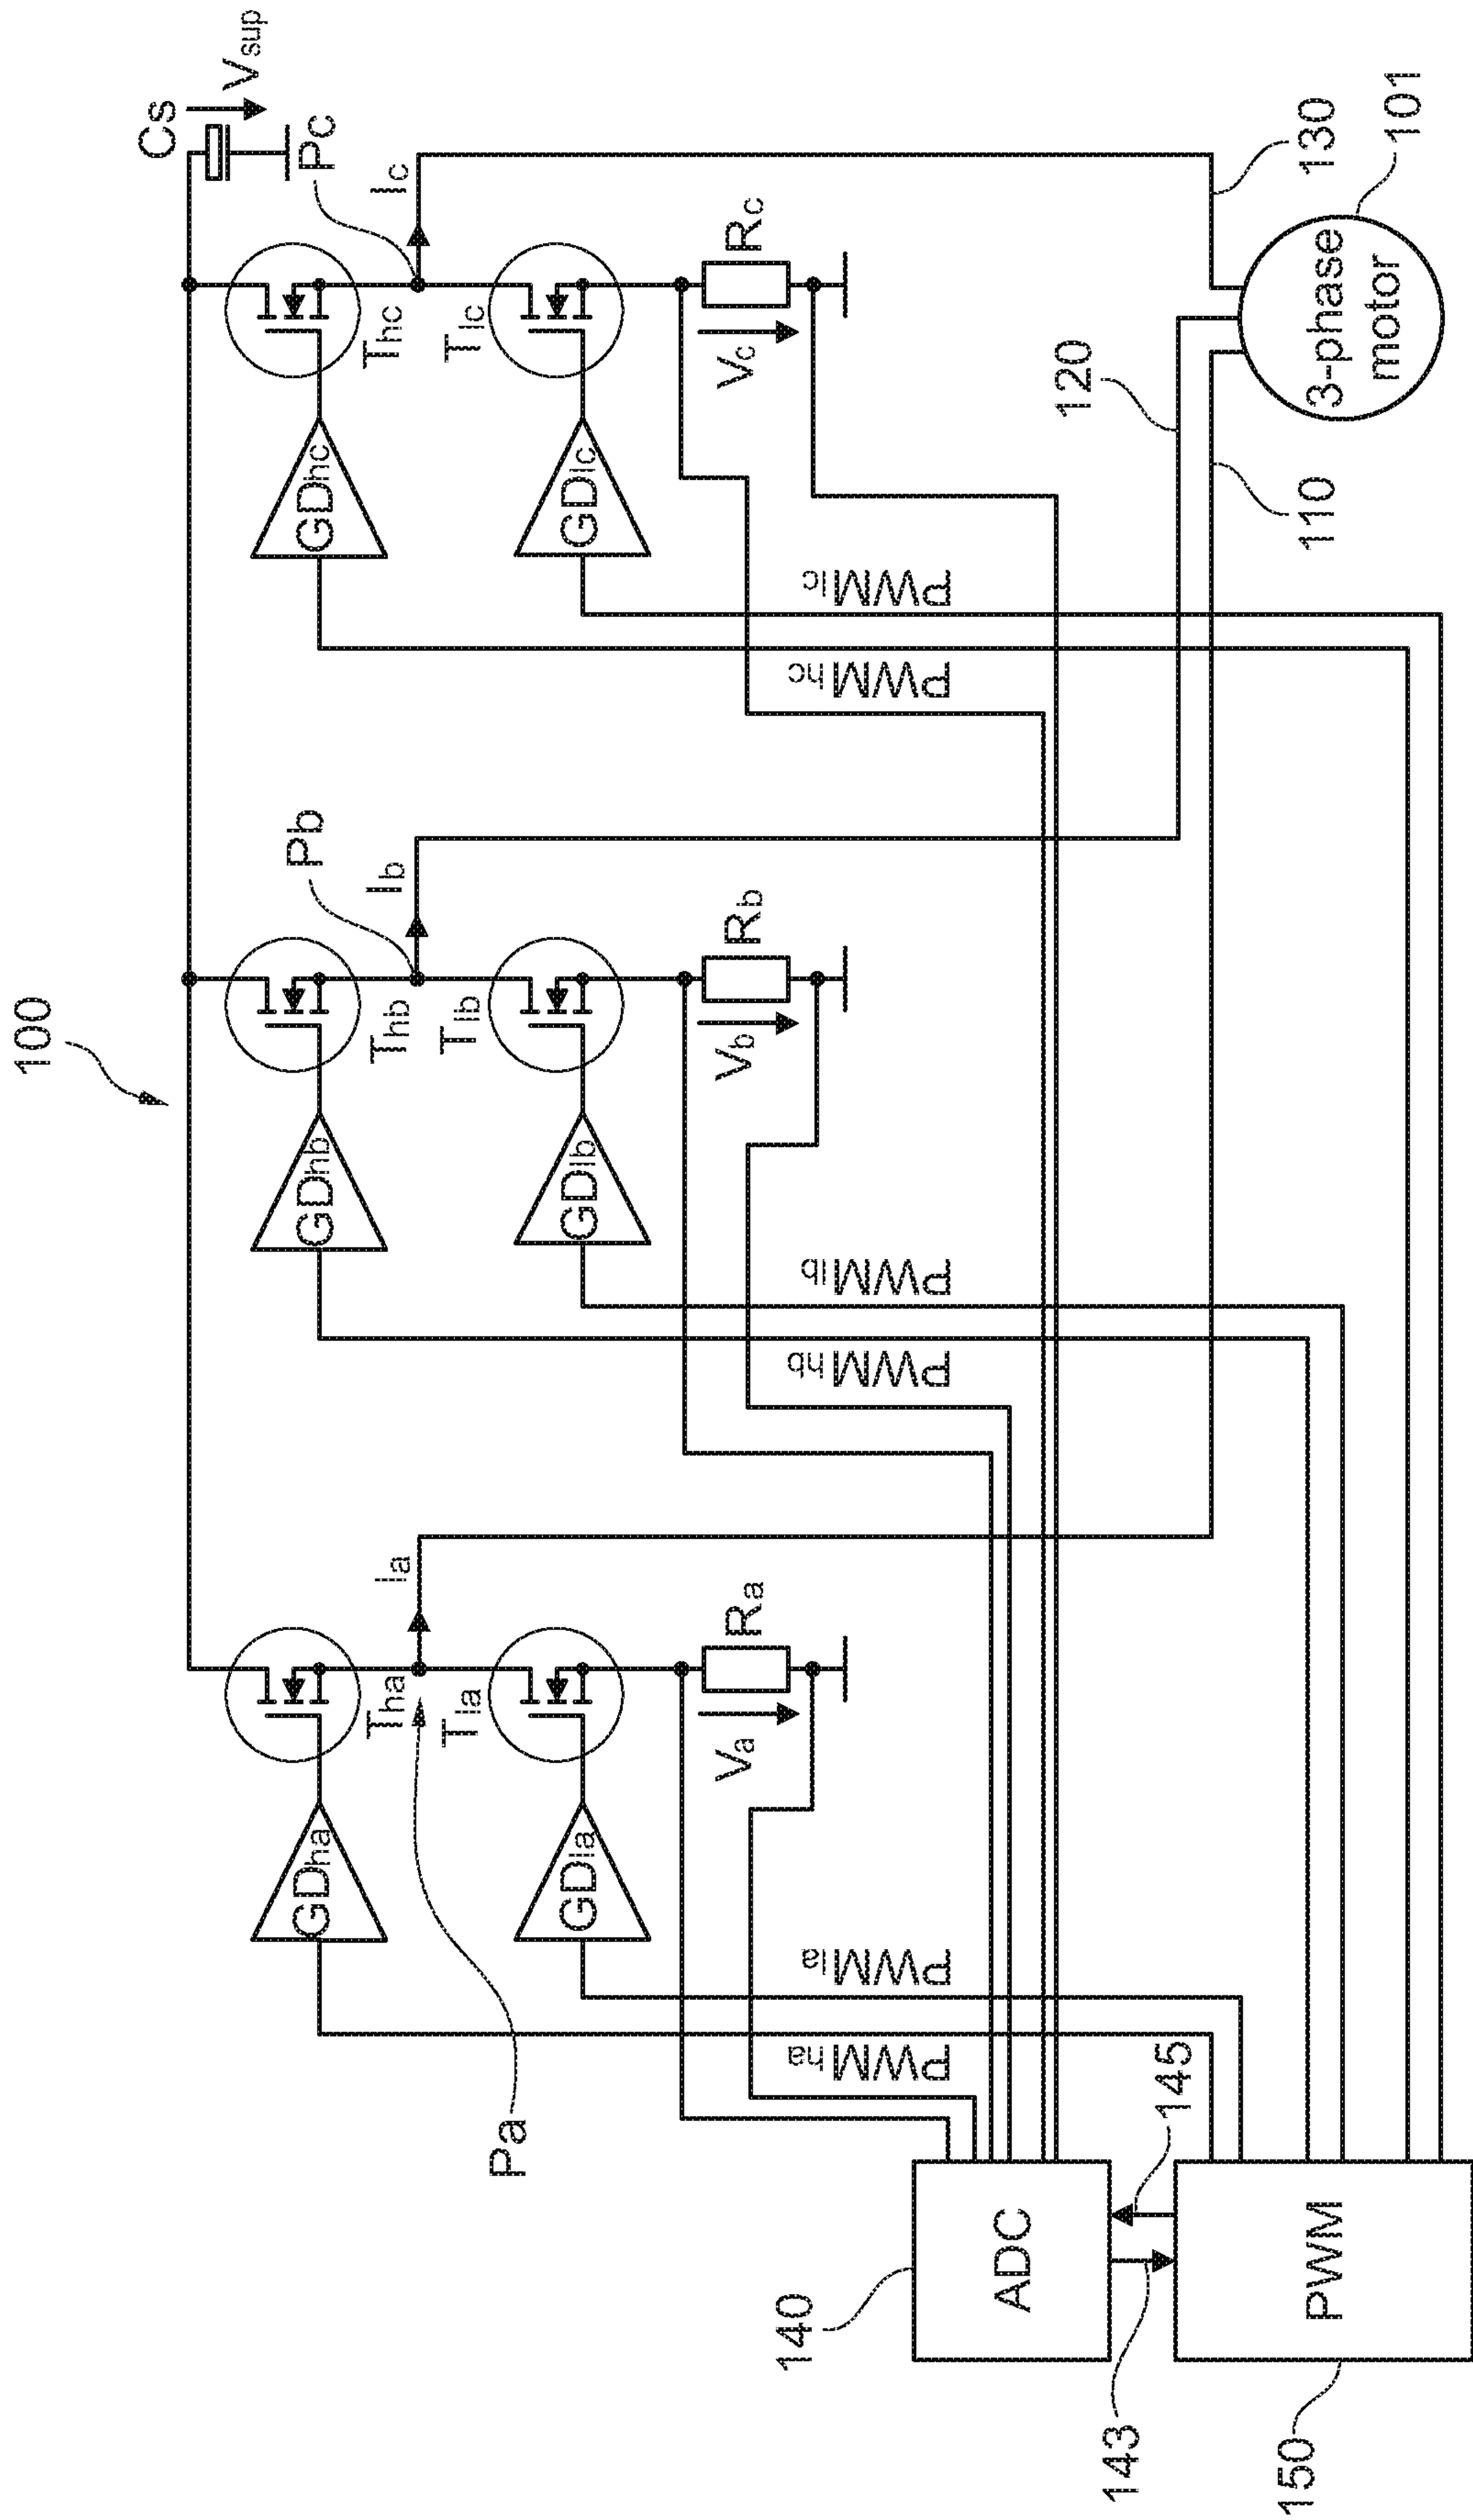 100
Cs
Vsup
Pc
Pb
Pa
GDha
Tha
ia
GDhb
Thb
Ib
GDhc
Thc
Ic
GDla
Tla
GDlb
Tlb
GDlc
Tlc
Va
Ra
Vb
Rb
Vc
Rc
PWMha
PWMla
PWMhb
PWMlb
PWMhc
PWMlc
140
ADC
143
145
150
PWM
110
120
130
3-phase
motor
101